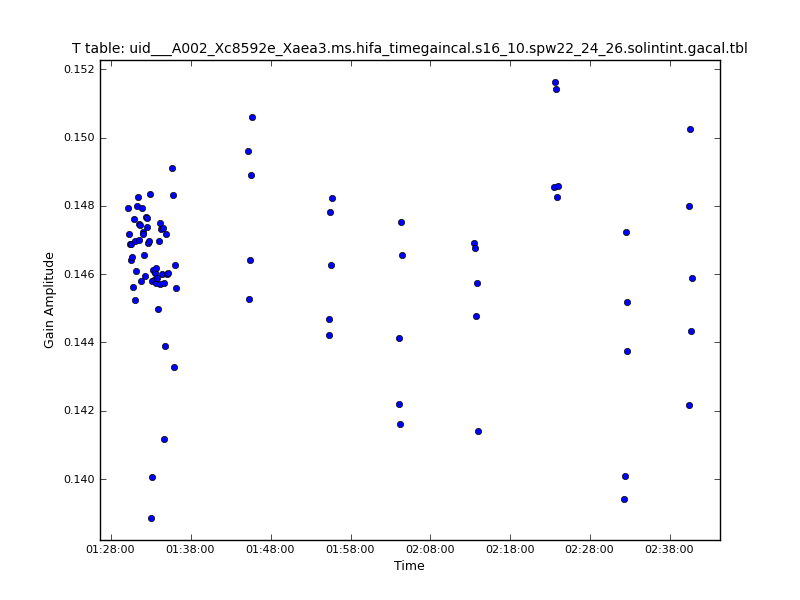 T table: uid___A002_Xc8592e_Xaea3.ms.hifa_timegaincal.s16_10.spw22_24_26.solintint.gacal.tbl
0.152
0.150
0.148
0.146
0.144
0.142
0.140
Gain Amplitude
01:28:00 01:38:00 01:48:00 01:58:00 02:08:00 02:18:00 02:28:00 02:38:00
Time